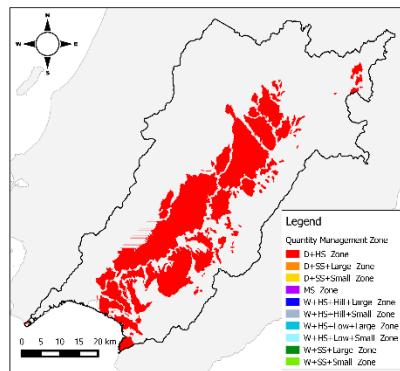 N
W E
S
Legend
Quantity Management Zone
D+HS Zone
D+SS+Large Zone
D+SS+Small Zone
MS Zone
W+HS+Hill+Large Zone
W+HS+Hill+Small Zone
W+HS+Low+Large Zone
W+HS+Low+Small Zone
W+SS+Large Zone
W+SS+Small Zone
0 5 10 15 20 km